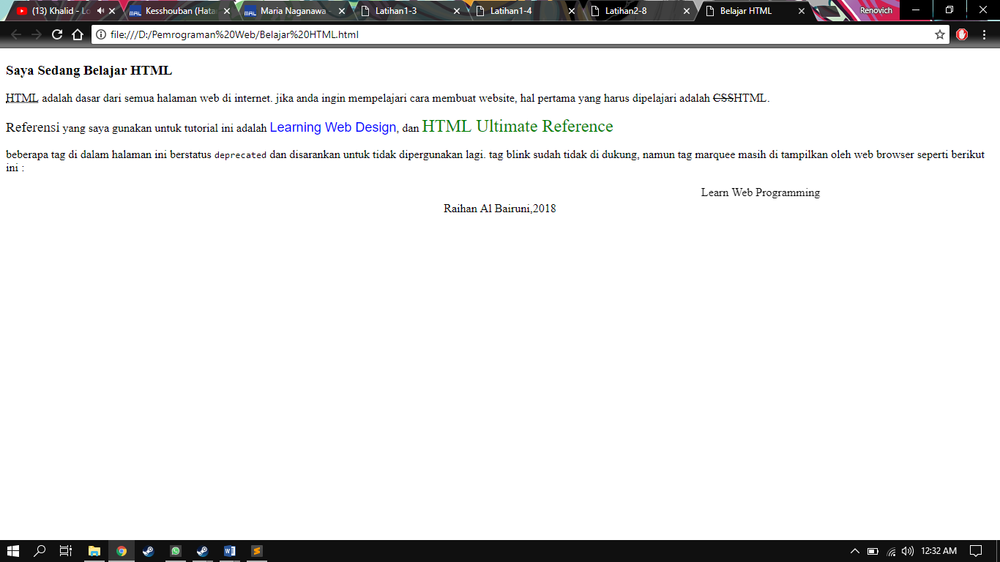 (13) Khalid - Lo
Kesshouban (Hata
Maria Naganawa -
Latihan1-3
Latihan1-4
Latihan2-8
Belajar HTML
Renovich
file:///D:/Pemrograman%20Web/Belajar%20HTML.html
Saya Sedang Belajar HTML
HTML adalah dasar dari semua halaman web di internet. jika anda ingin mempelajari cara membuat website, hal pertama yang harus dipelajari adalah CSSHTML.
Referensi yang saya gunakan untuk tutorial ini adalah Learning Web Design, dan HTML Ultimate Reference
beberapa tag di dalam halaman ini berstatus deprecated dan disarankan untuk tidak dipergunakan lagi. tag blink sudah tidak di dukung, namun tag marquee masih di tampilkan oleh web browser seperti berikut
ini :
Learn Web Programming
Raihan Al Bairuni,2018
12:32 AM